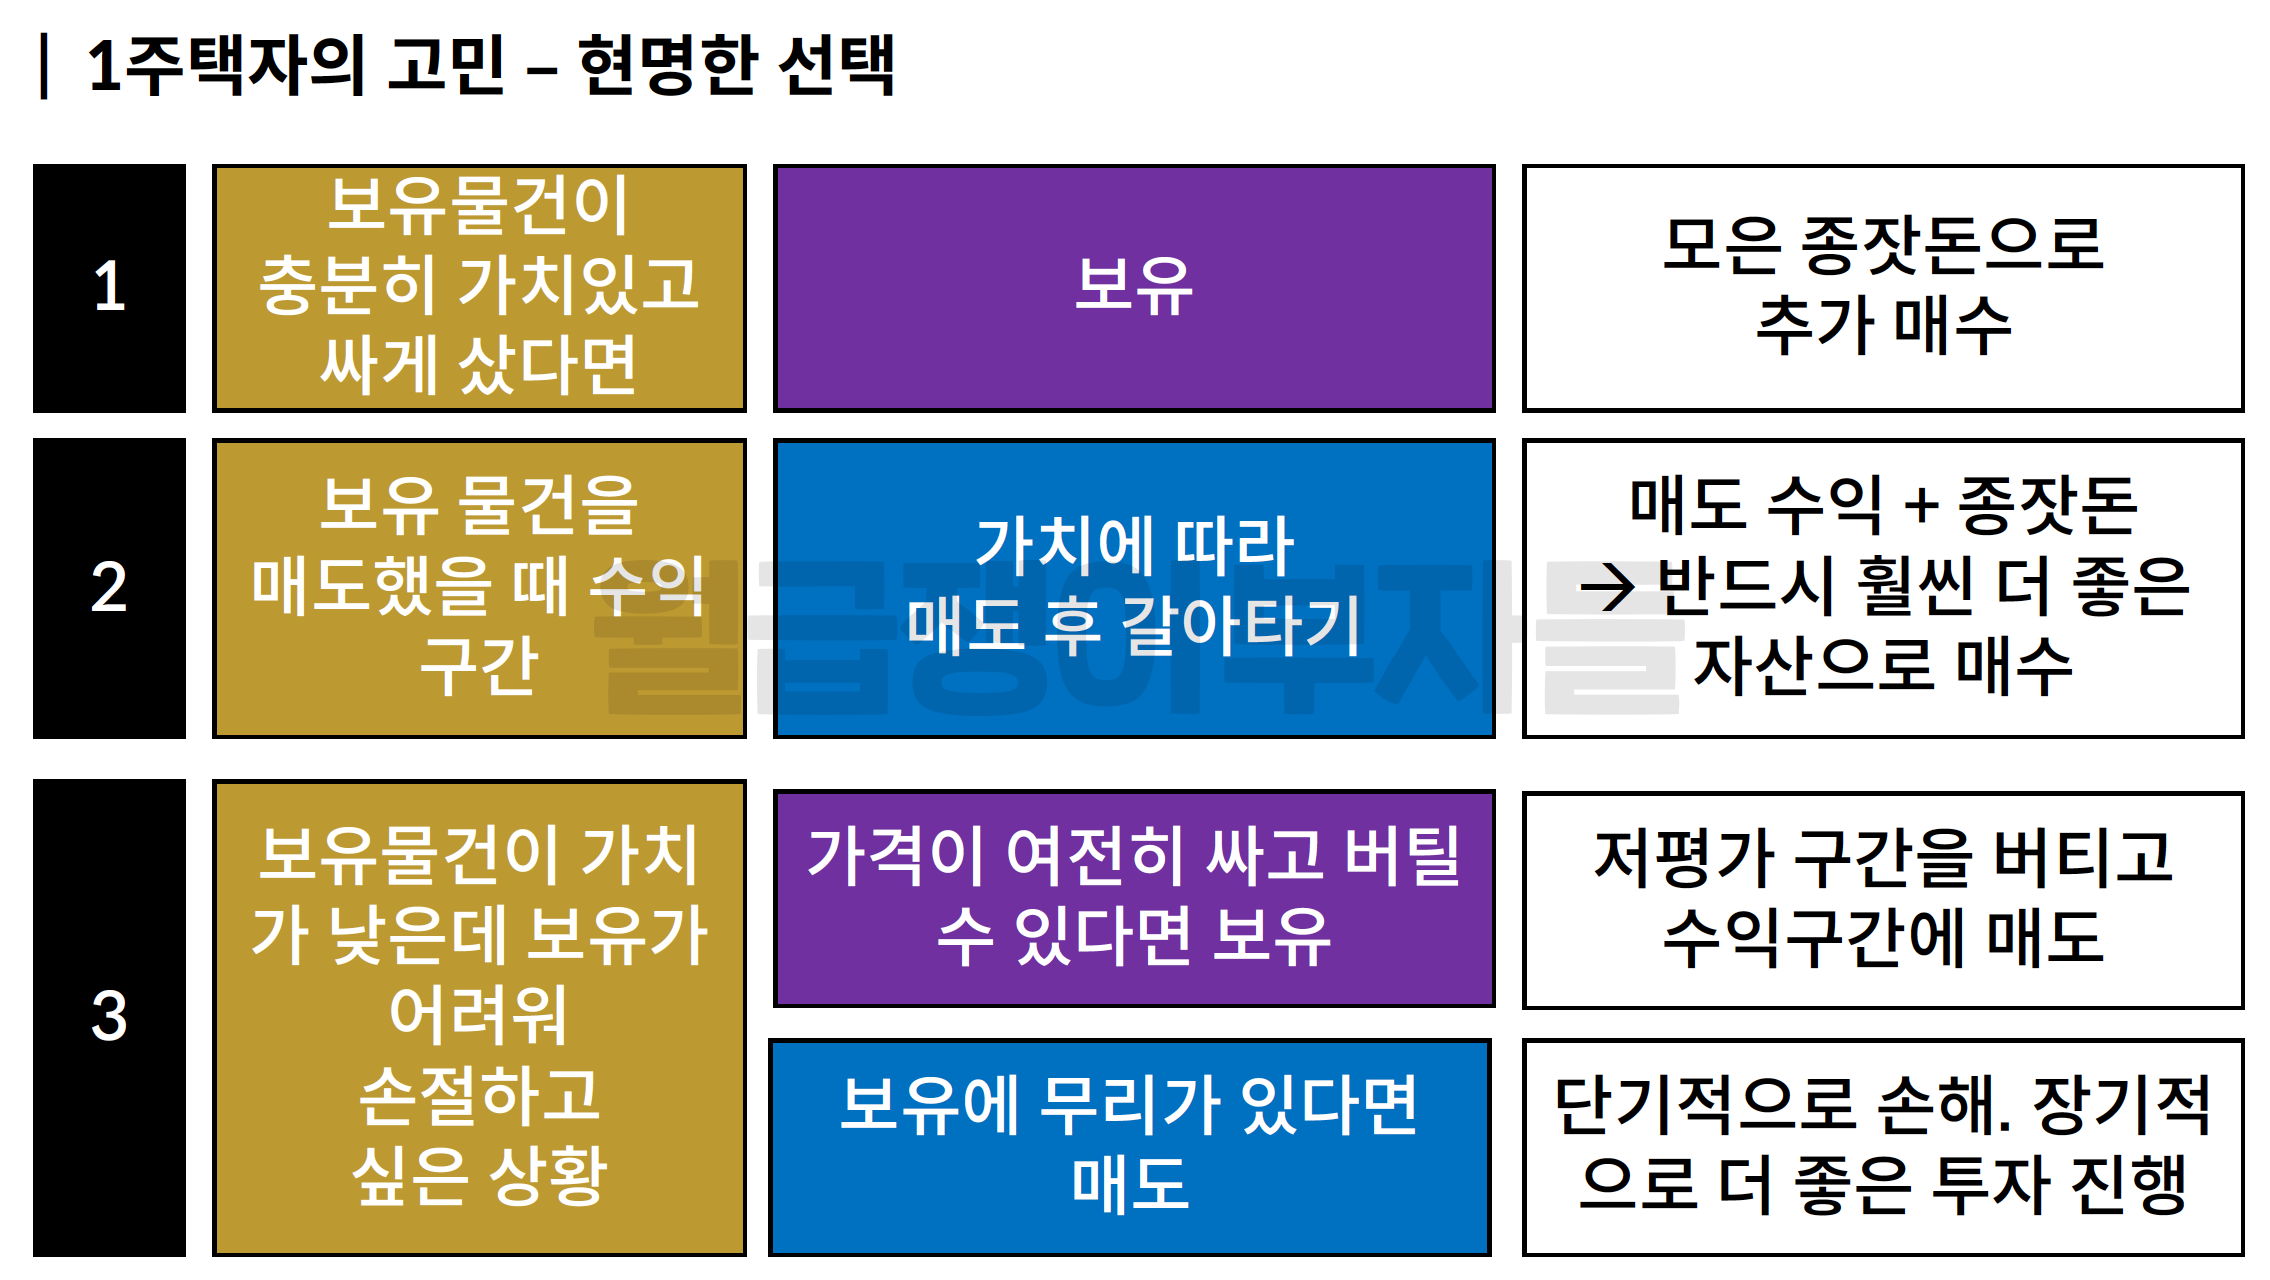 | 1주택자의 고민 – 현명한 선택
1
보유물건이
충분히 가치있고
싸게 샀다면
보유
모은 종잣돈으로
추가 매수
2
보유 물건을
매도했을 때 수익
구간
가치에 따라
매도 후 갈아타기
매도 수익 + 종잣돈
→ 반드시 훨씬 더 좋은
자산으로 매수
월급쟁이부자들
3
보유물건이 가치
가 낮은데 보유가
어려워
손절하고
싶은 상황
가격이 여전히 싸고 버틸
수 있다면 보유
저평가 구간을 버티고
수익구간에 매도
보유에 무리가 있다면
매도
단기적으로 손해. 장기적
으로 더 좋은 투자 진행